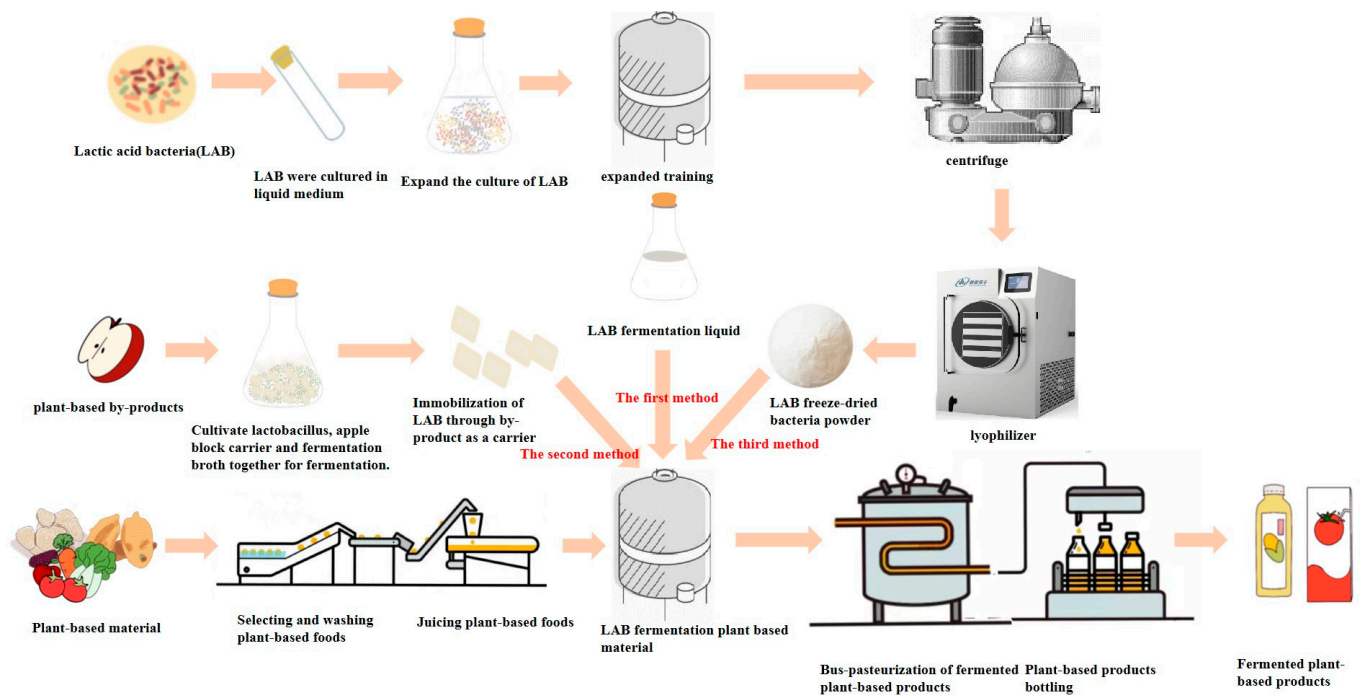 Lactic acid bacteria(LAB)
LAB were cultured in
liquid medium
Expand the culture of LAB
expanded training
centrifuge
LAB fermentation liquid
plant-based by-products
Cultivate lactobacillus, apple
block carrier and fermentation
broth together for fermentation.
Immobilization of
LAB through by-
product as a carrier
The first method
The second method
The third method
LAB freeze-dried
bacteria powder
lyophilizer
Plant-based material
Selecting and washing
plant-based foods
Juicing plant-based foods
LAB fermentation plant based
material
Bus-pasteurization of fermented
plant-based products
Plant-based products
bottling
Fermented plant-
based products